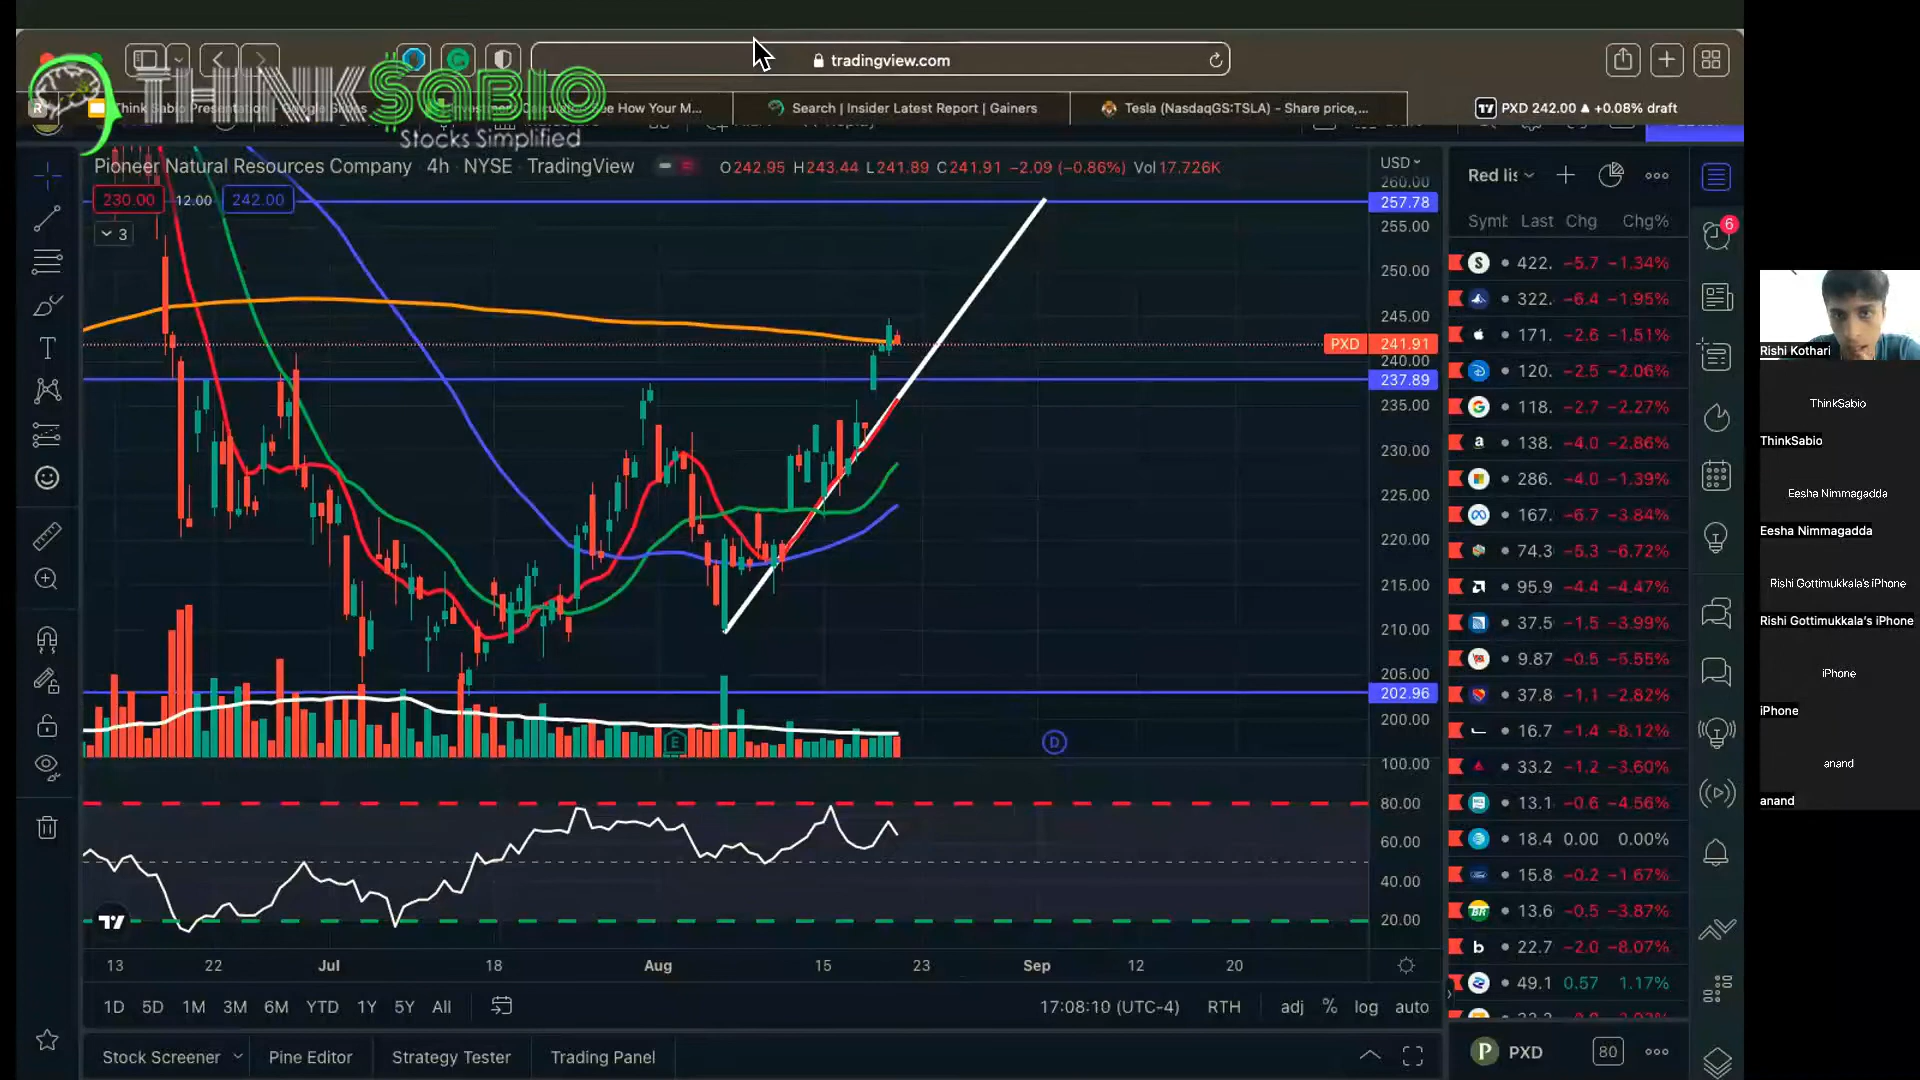 tradingview.com
THINK$ABIO
Stocks Simplified
R
Think Sabio Presentation - Google Slides
See How Your M...
Search | Insider Latest Report | Gainers
Tesla (NasdaqGS:TSLA) - Share price,...
PXD 242.00 ▲ +0.08% draft
Pioneer Natural Resources Company 4h · NYSE · TradingView
O242.95 H243.44 L241.89 C241.91 −2.09 (−0.86%) Vol17.726K
230.00 12.00 242.00
3
USD
260.00
257.78
255.00
250.00
245.00
PXD 241.91
240.00
237.89
235.00
230.00
225.00
220.00
215.00
210.00
205.00
202.96
200.00
100.00
80.00
60.00
40.00
20.00
E
D
13 22 Jul 18 Aug 15 23 Sep 12 20
1D 5D 1M 3M 6M YTD 1Y 5Y All
17:08:10 (UTC-4) RTH adj % log auto
Stock Screener Pine Editor Strategy Tester Trading Panel
Red lis
Symb Last Chg Chg%
422. −5.7 −1.34%
322. −6.4 −1.95%
171. −2.6 −1.51%
120. −2.5 −2.06%
118. −2.7 −2.27%
138. −4.0 −2.86%
286. −4.0 −1.39%
167. −6.7 −3.84%
74.3 −5.3 −6.72%
95.9 −4.4 −4.47%
37.5 −1.5 −3.99%
9.87 −0.5 −5.55%
37.8 −1.1 −2.82%
16.7 −1.4 −8.12%
33.2 −1.2 −3.60%
13.1 −0.6 −4.56%
18.4 0.00 0.00%
15.8 −0.2 −1.67%
13.6 −0.5 −3.87%
22.7 −2.0 −8.07%
49.1 0.57 1.17%
P PXD 80
6
Rishi Kothari
ThinkSabio
ThinkSabio
Eesha Nimmagadda
Eesha Nimmagadda
Rishi Gottimukkala's iPhone
Rishi Gottimukkala's iPhone
iPhone
iPhone
anand
anand